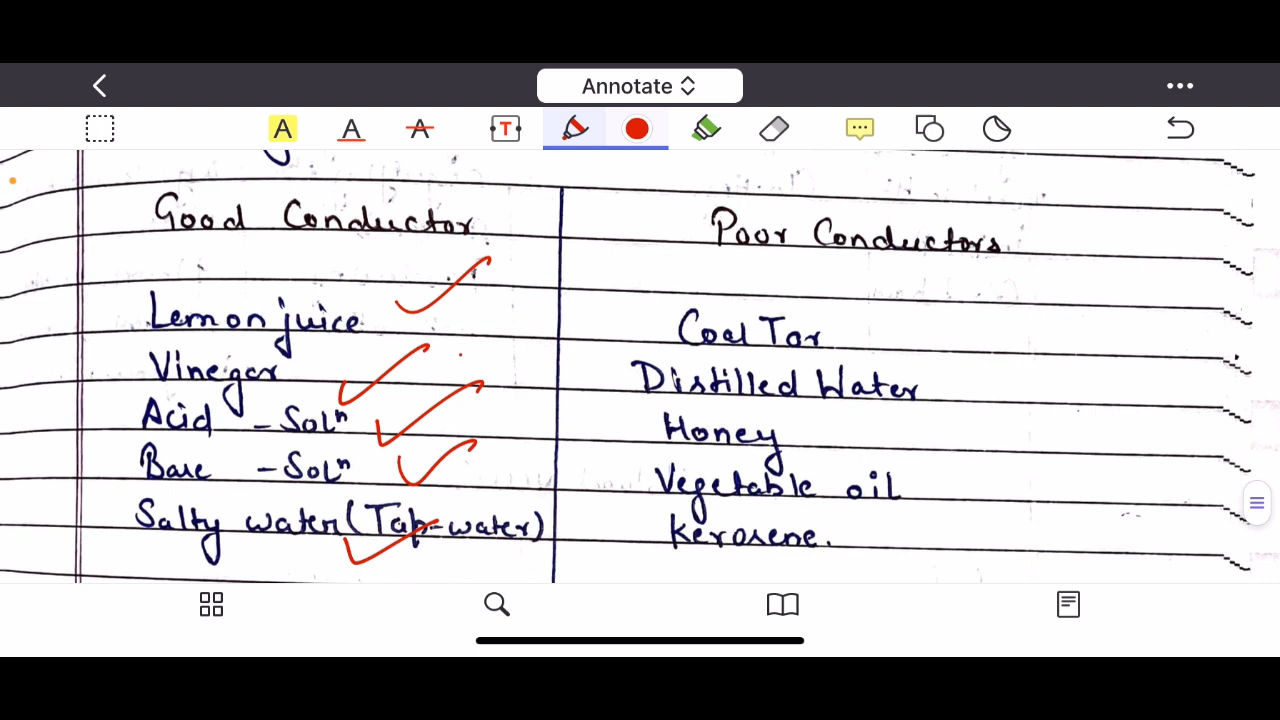 Annotate
A
A
A
T
Good Conductor
Poor Conductors.
Lemon juice
Coal Tar
Vinegar
Distilled Water
Acid - Solⁿ
Honey
Base - Solⁿ
Vegetable oil
Salty water (Tap-water)
Kerosene.